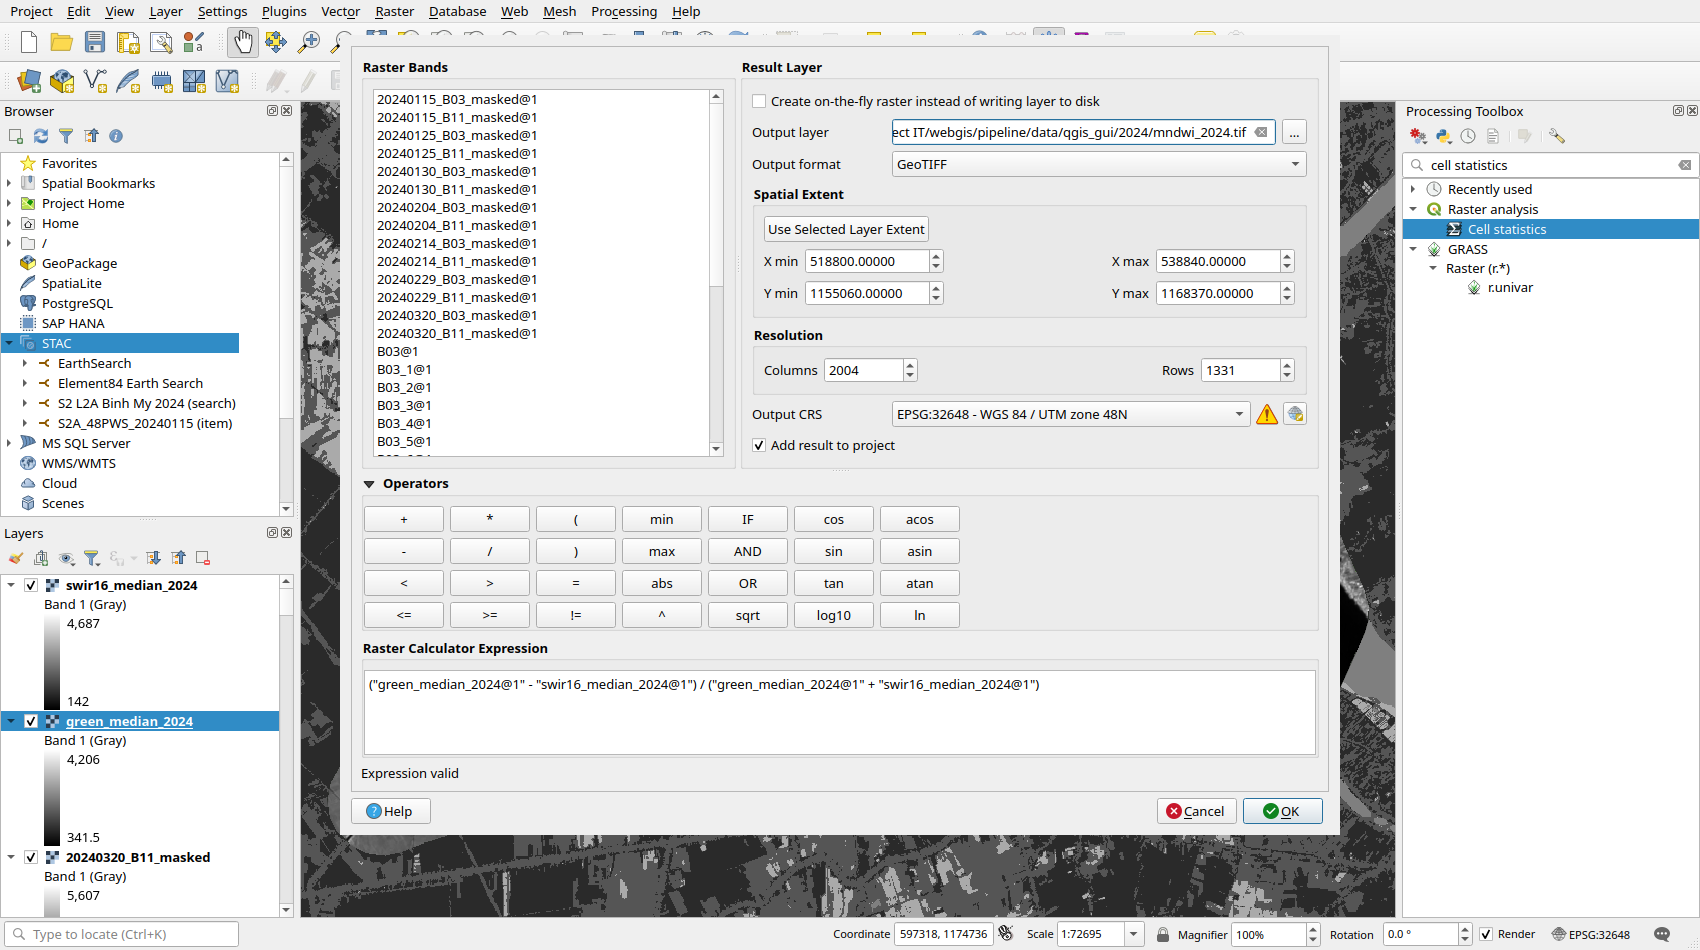 Project Edit View Layer Settings Plugins Vector Raster Database Web Mesh Processing Help
Browser
Favorites
Spatial Bookmarks
Project Home
Home
/
GeoPackage
SpatiaLite
PostgreSQL
SAP HANA
STAC
EarthSearch
Element84 Earth Search
S2 L2A Binh My 2024 (search)
S2A_48PWS_20240115 (item)
MS SQL Server
WMS/WMTS
Cloud
Scenes
Layers
swir16_median_2024
Band 1 (Gray)
4,687
142
green_median_2024
Band 1 (Gray)
4,206
341.5
20240320_B11_masked
Band 1 (Gray)
5,607
Raster Bands
20240115_B03_masked@1
20240115_B11_masked@1
20240125_B03_masked@1
20240125_B11_masked@1
20240130_B03_masked@1
20240130_B11_masked@1
20240204_B03_masked@1
20240204_B11_masked@1
20240214_B03_masked@1
20240214_B11_masked@1
20240229_B03_masked@1
20240229_B11_masked@1
20240320_B03_masked@1
20240320_B11_masked@1
B03@1
B03_1@1
B03_2@1
B03_3@1
B03_4@1
B03_5@1
Result Layer
Create on-the-fly raster instead of writing layer to disk
Output layer ect IT/webgis/pipeline/data/qgis_gui/2024/mndwi_2024.tif ...
Output format GeoTIFF
Spatial Extent
Use Selected Layer Extent
X min 518800.00000 X max 538840.00000
Y min 1155060.00000 Y max 1168370.00000
Resolution
Columns 2004 Rows 1331
Output CRS EPSG:32648 - WGS 84 / UTM zone 48N
Add result to project
Operators
+ * ( min IF cos acos
- / ) max AND sin asin
< > = abs OR tan atan
<= >= != ^ sqrt log10 ln
Raster Calculator Expression
("green_median_2024@1" - "swir16_median_2024@1") / ("green_median_2024@1" + "swir16_median_2024@1")
Expression valid
Help Cancel OK
Processing Toolbox
cell statistics
Recently used
Raster analysis
Cell statistics
GRASS
Raster (r.*)
r.univar
Type to locate (Ctrl+K) Coordinate 597318, 1174736 Scale 1:72695 Magnifier 100% Rotation 0.0 ° Render EPSG:32648